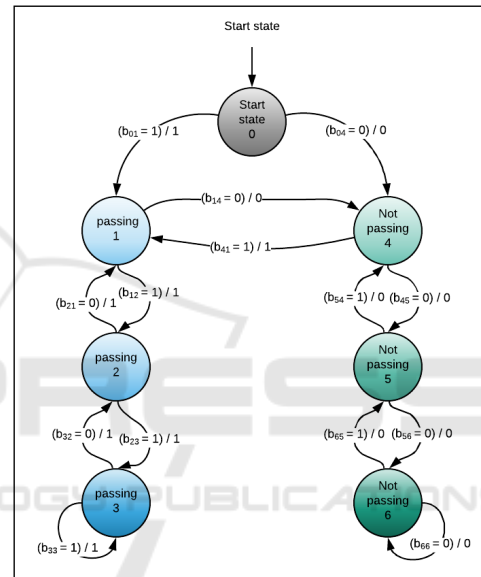 Start state
Start
state
0
(b01 = 1) / 1
(b04 = 0) / 0
passing
1
(b14 = 0) / 0
Not
passing
4
(b41 = 1) / 1
(b21 = 0) / 1
(b12 = 1) / 1
(b54 = 1) / 0
(b45 = 0) / 0
passing
2
Not
passing
5
(b32 = 0) / 1
(b23 = 1) / 1
(b65 = 1) / 0
(b56 = 0) / 0
passing
3
Not
passing
6
(b33 = 1) / 1
(b66 = 0) / 0